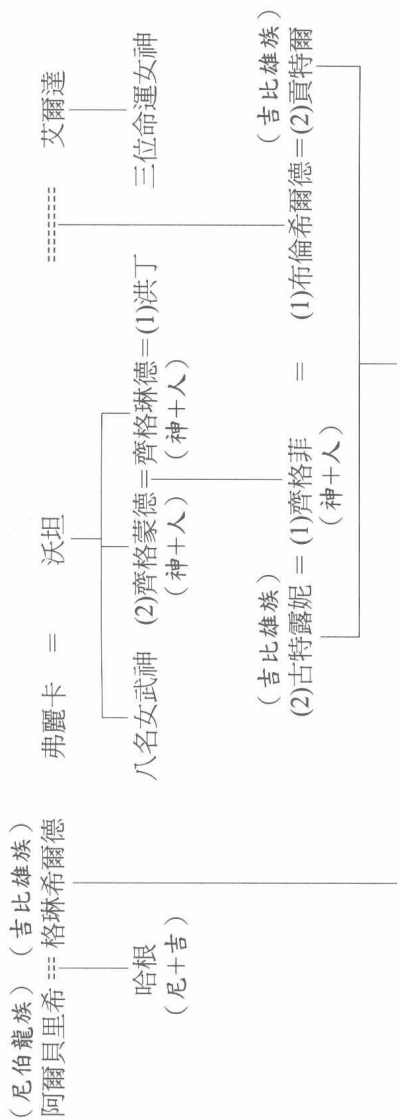 (尼伯龍族) (吉比雄族)
阿爾貝里希 === 格琳希爾德
哈根
(尼+吉)
弗麗卡 = 沃坦 艾爾達
八名女武神 (2)齊格蒙德=齊格琳德=(1)洪丁 三位命運女神
(神+人) (神+人)
(吉比雄族) (吉比雄族)
(2)古特露妮 = (1)齊格菲 = (1)布倫希爾德=(2)貢特爾
(神+人)